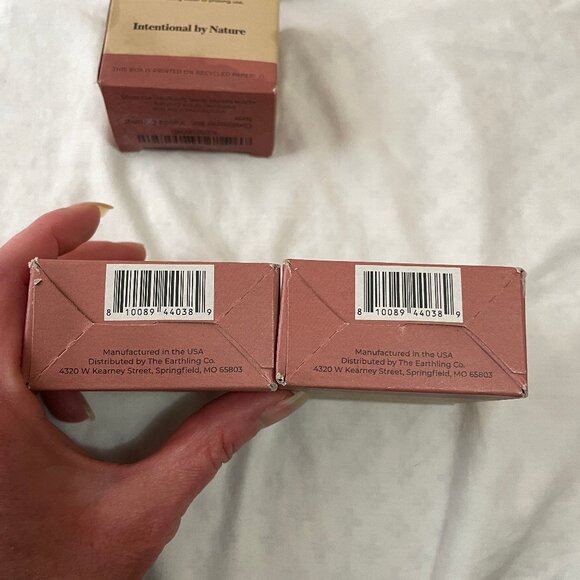 Intentional by Nature
THIS BOX IS PRINTED ON RECYCLED PAPER
8 10089 44038 9
Manufactured in the USA
Distributed by The Earthling Co.
4320 W Kearney Street, Springfield, MO 65803
8 10089 44038 9
Manufactured in the USA
Distributed by The Earthling Co.
4320 W Kearney Street, Springfield, MO 65803